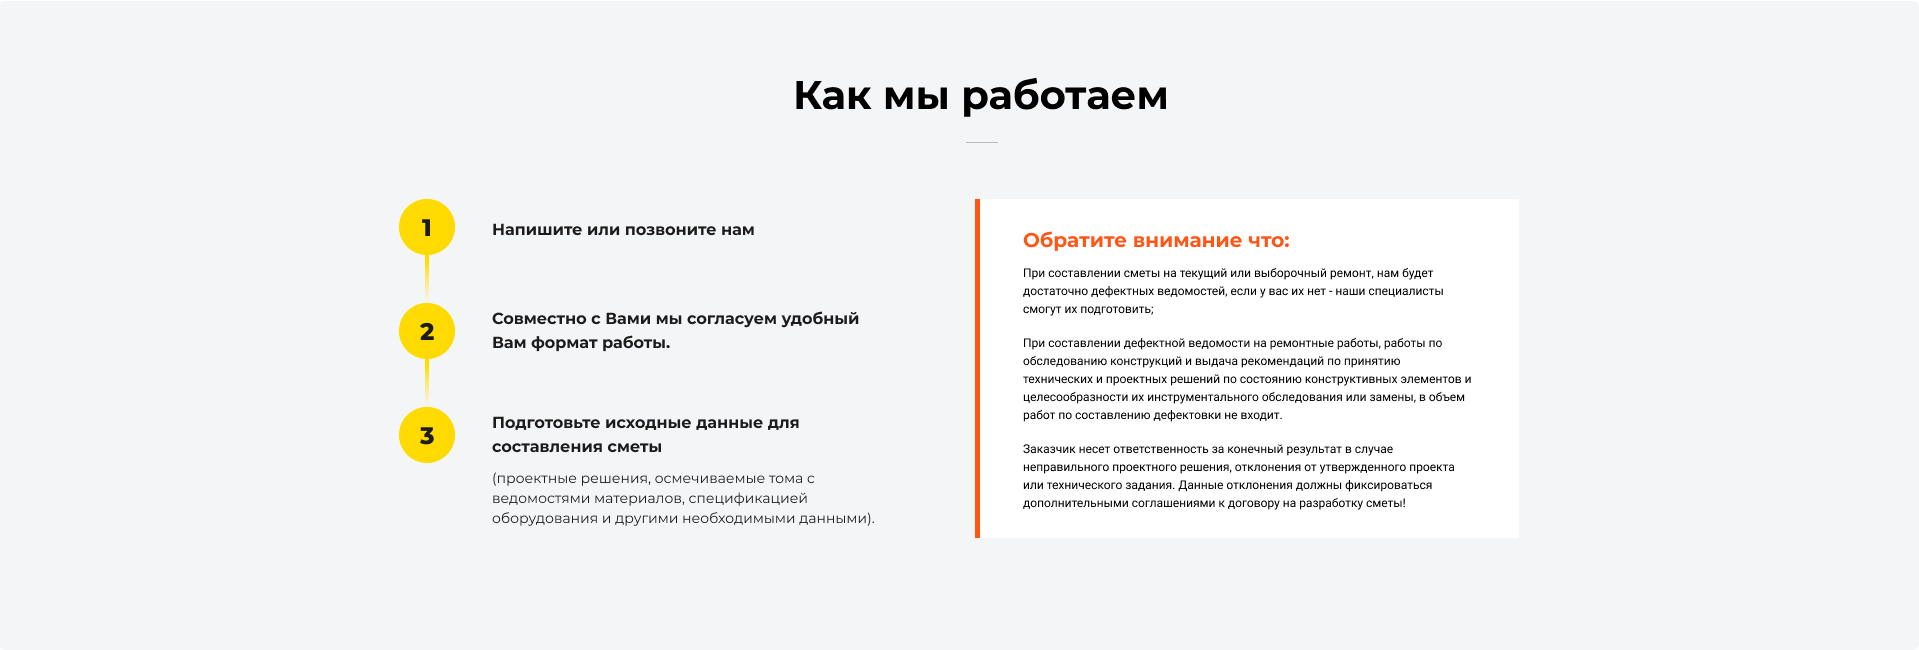 Как мы работаем
1
Напишите или позвоните нам
2
Совместно с Вами мы согласуем удобный
Вам формат работы.
3
Подготовьте исходные данные для
составления сметы
(проектные решения, осмечиваемые тома с
ведомостями материалов, спецификацией
оборудования и другими необходимыми данными).
Обратите внимание что:
При составлении сметы на текущий или выборочный ремонт, нам будет
достаточно дефектных ведомостей, если у вас их нет - наши специалисты
смогут их подготовить;
При составлении дефектной ведомости на ремонтные работы, работы по
обследованию конструкций и выдача рекомендаций по принятию
технических и проектных решений по состоянию конструктивных элементов и
целесообразности их инструментального обследования или замены, в объем
работ по составлению дефектовки не входит.
Заказчик несет ответственность за конечный результат в случае
неправильного проектного решения, отклонения от утвержденного проекта
или технического задания. Данные отклонения должны фиксироваться
дополнительными соглашениями к договору на разработку сметы!